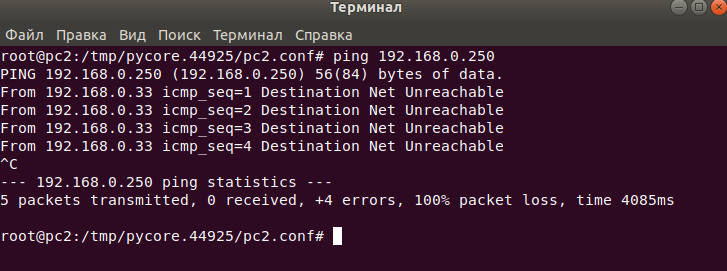 Терминал
Файл Правка Вид Поиск Терминал Справка
root@pc2:/tmp/pycore.44925/pc2.conf# ping 192.168.0.250
PING 192.168.0.250 (192.168.0.250) 56(84) bytes of data.
From 192.168.0.33 icmp_seq=1 Destination Net Unreachable
From 192.168.0.33 icmp_seq=2 Destination Net Unreachable
From 192.168.0.33 icmp_seq=3 Destination Net Unreachable
From 192.168.0.33 icmp_seq=4 Destination Net Unreachable
^C
--- 192.168.0.250 ping statistics ---
5 packets transmitted, 0 received, +4 errors, 100% packet loss, time 4085ms
root@pc2:/tmp/pycore.44925/pc2.conf#